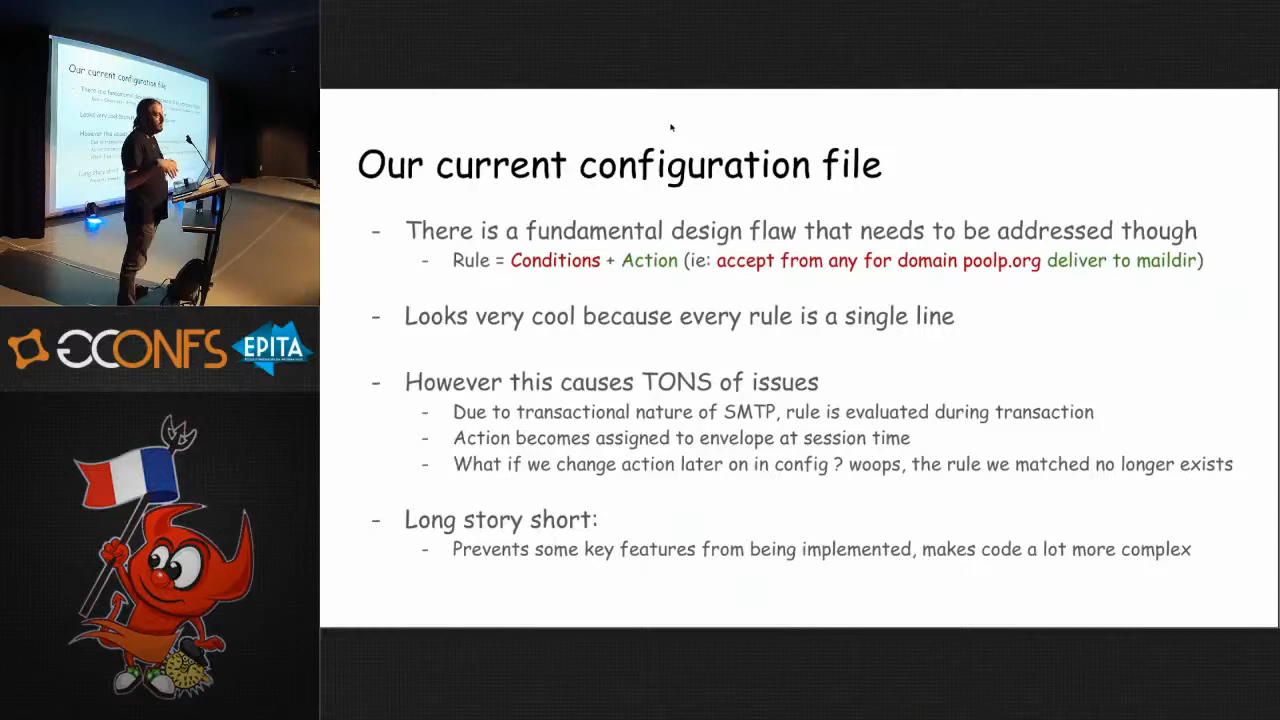 Our current configuration file
- There is a fundamental design flaw that needs to be addressed though
- Rule = Conditions + Action (ie: accept from any for domain poolp.org deliver to maildir)
- Looks very cool because every rule is a single line
- However this causes TONS of issues
- Due to transactional nature of SMTP, rule is evaluated during transaction
- Action becomes assigned to envelope at session time
- What if we change action later on in config ? woops, the rule we matched no longer exists
- Long story short:
- Prevents some key features from being implemented, makes code a lot more complex
Our current configuration file
GCONFS
EPITA